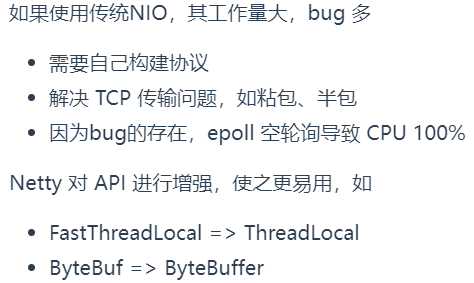 如果使用传统NIO，其工作量大，bug 多
• 需要自己构建协议
• 解决 TCP 传输问题，如粘包、半包
• 因为bug的存在，epoll 空轮询导致 CPU 100%
Netty 对 API 进行增强，使之更易用，如
• FastThreadLocal => ThreadLocal
• ByteBuf => ByteBuffer